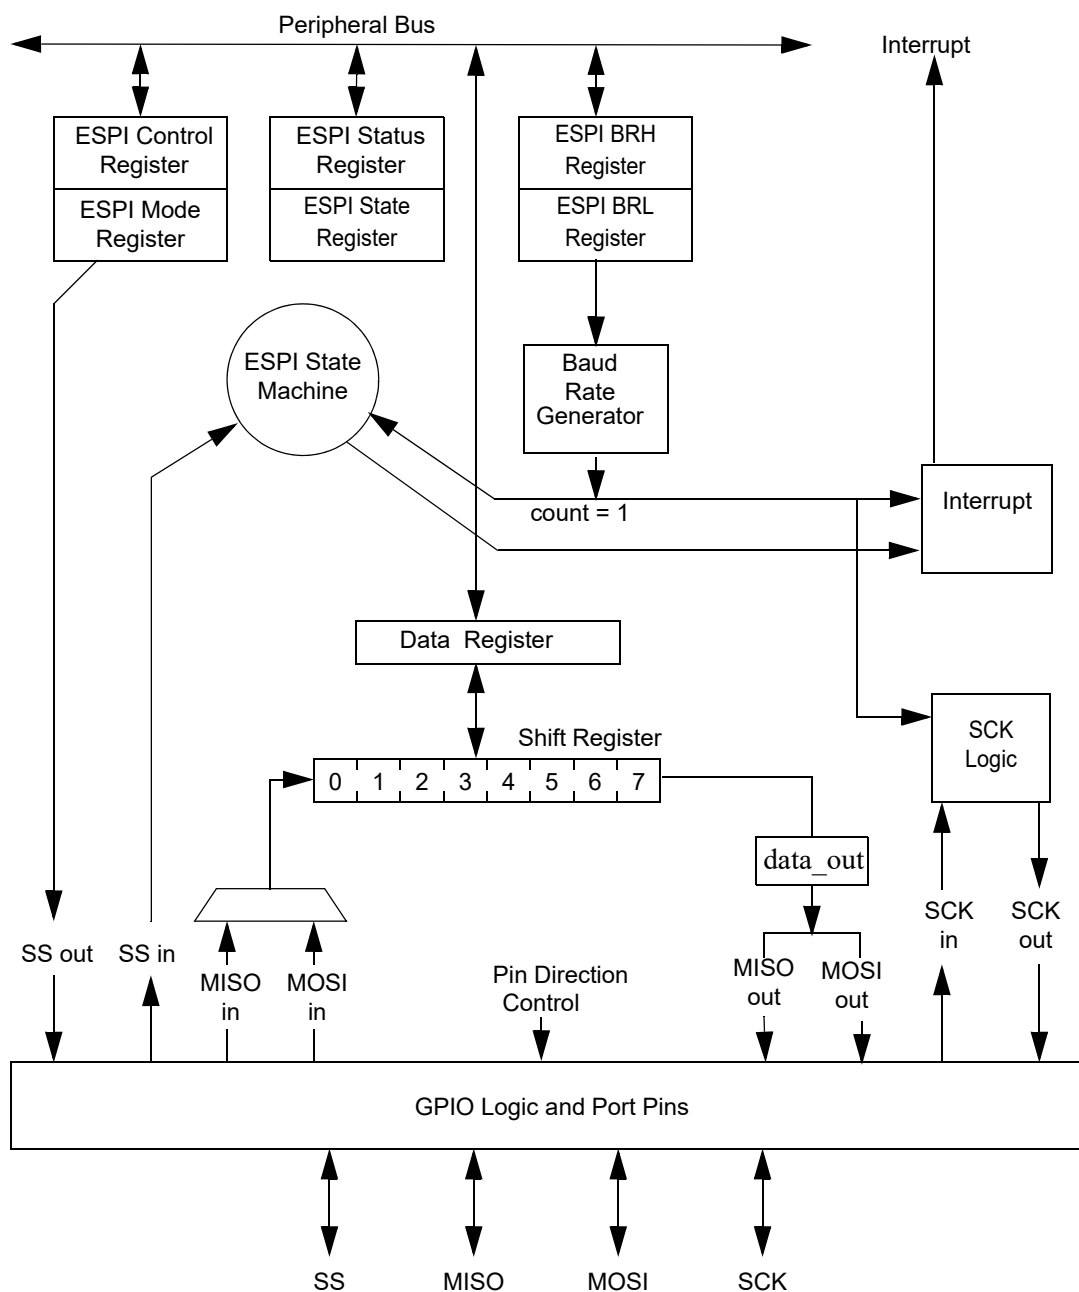 Peripheral Bus
Interrupt
ESPI Control
Register
ESPI Mode
Register
ESPI Status
Register
ESPI State
Register
ESPI BRH
Register
ESPI BRL
Register
ESPI State
Machine
Baud
Rate
Generator
count = 1
Interrupt
Data Register
Shift Register
0 1 2 3 4 5 6 7
SCK
Logic
data_out
SS out
SS in
MISO
in
MOSI
in
Pin Direction
Control
MISO
out
MOSI
out
SCK
in
SCK
out
GPIO Logic and Port Pins
SS
MISO
MOSI
SCK